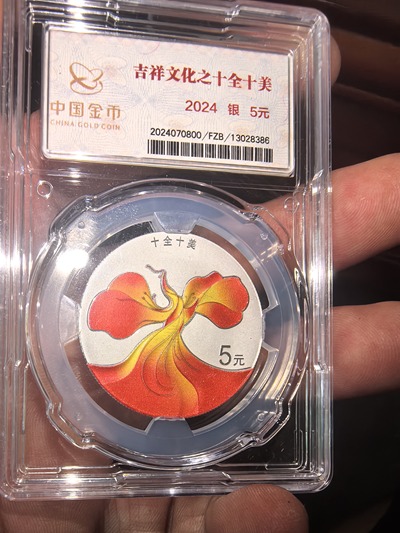 吉祥文化之十全十美
中国金币
CHINA GOLD COIN
2024 银 5元
2024070800/FZB/13028386
十全十美
5元